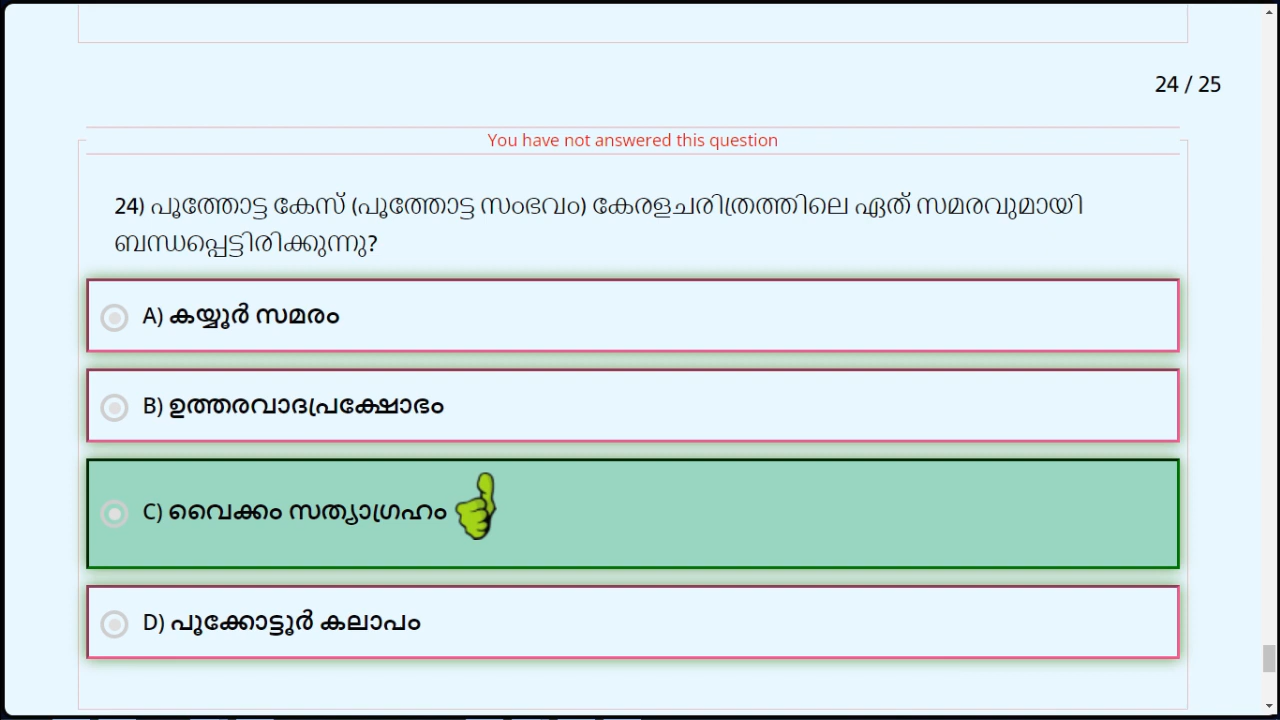 24 / 25
You have not answered this question
24) പൂത്തോട്ട കേസ് (പൂത്തോട്ട സംഭവം) കേരളചരിത്രത്തിലെ ഏത് സമരവുമായി
ബന്ധപ്പെട്ടിരിക്കുന്നു?
A) കയ്യൂർ സമരം
B) ഉത്തരവാദപ്രക്ഷോഭം
C) വൈക്കം സത്യാഗ്രഹം
D) പൂക്കോട്ടൂർ കലാപം